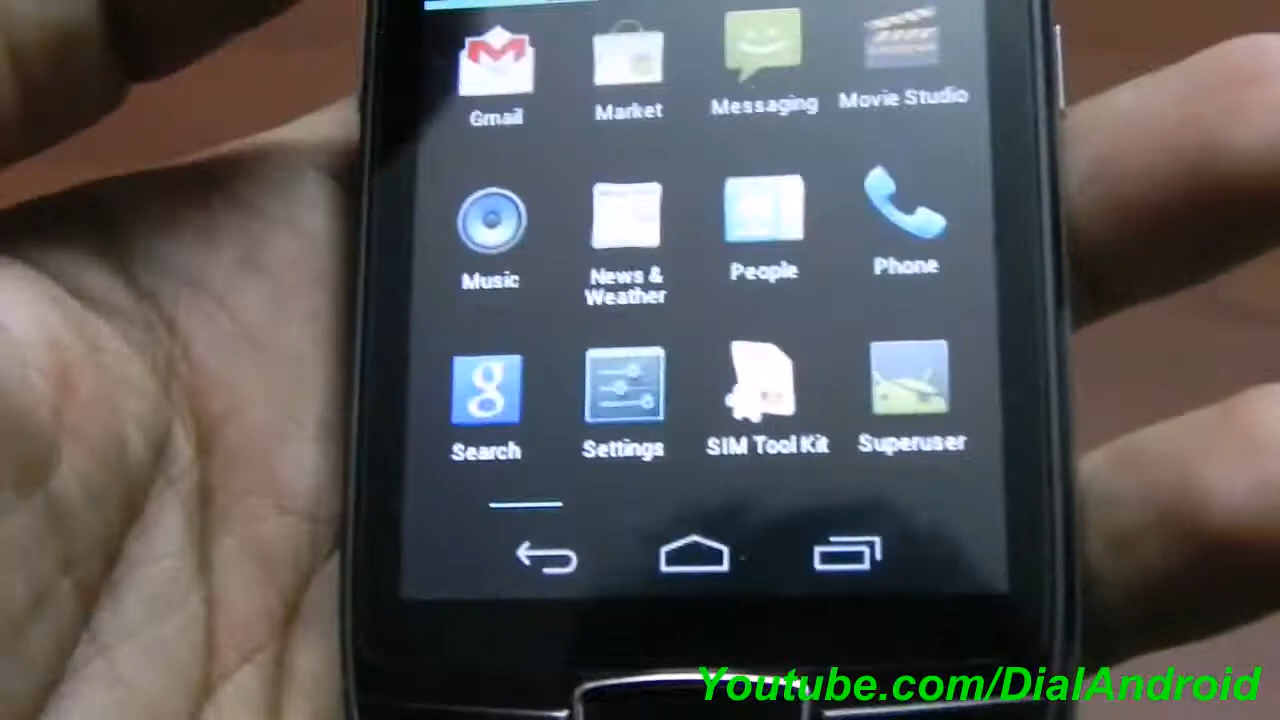 Gmail
Market
Messaging
Movie Studio
Music
News &
Weather
People
Phone
g
Search
Settings
SIM Tool Kit
Superuser
Youtube.com/DialAndroid